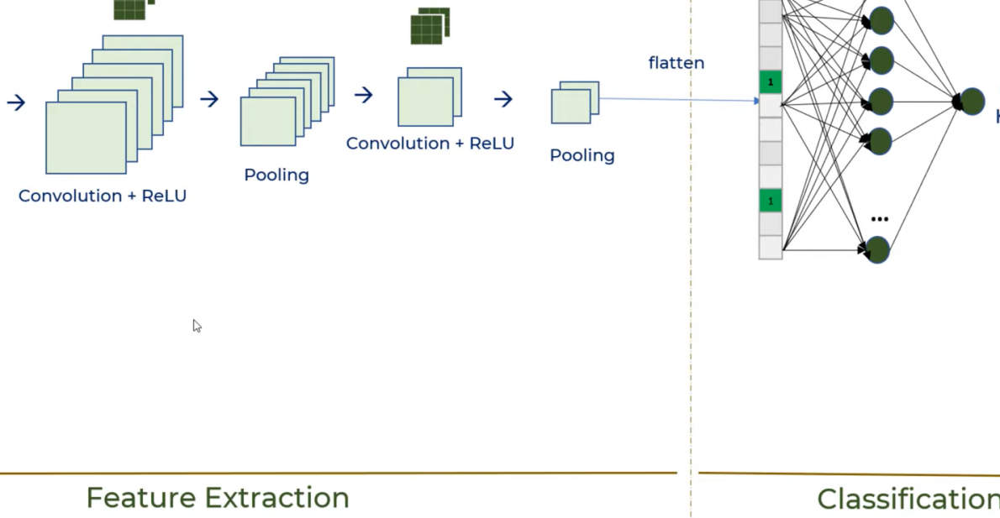 flatten
1
Convolution + ReLU
Pooling
Convolution + ReLU
Pooling
1
...
Feature Extraction
Classification